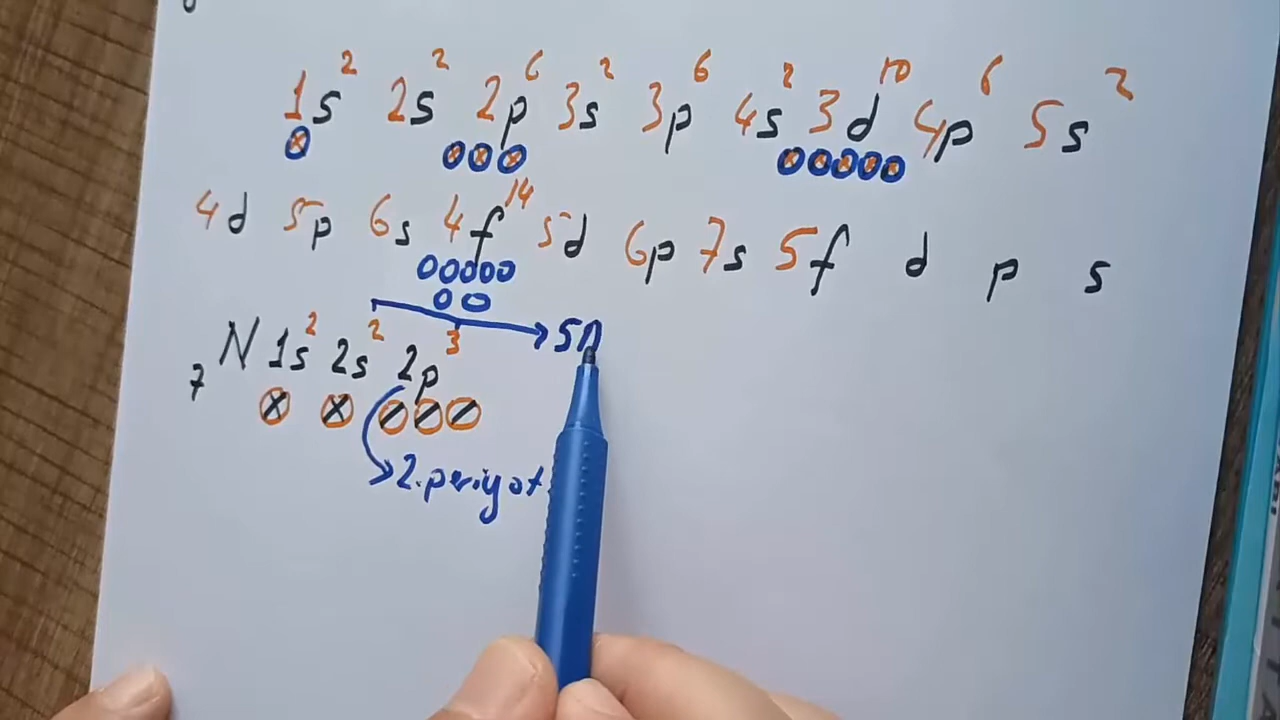 1s² 2s² 2p⁶ 3s² 3p⁶ 4s² 3d¹⁰ 4p⁶ 5s²
4d 5p 6s 4f¹⁴ 5d 6p 7s 5f d p s
₇N 1s² 2s² 2p³ → 5A
2.periyot